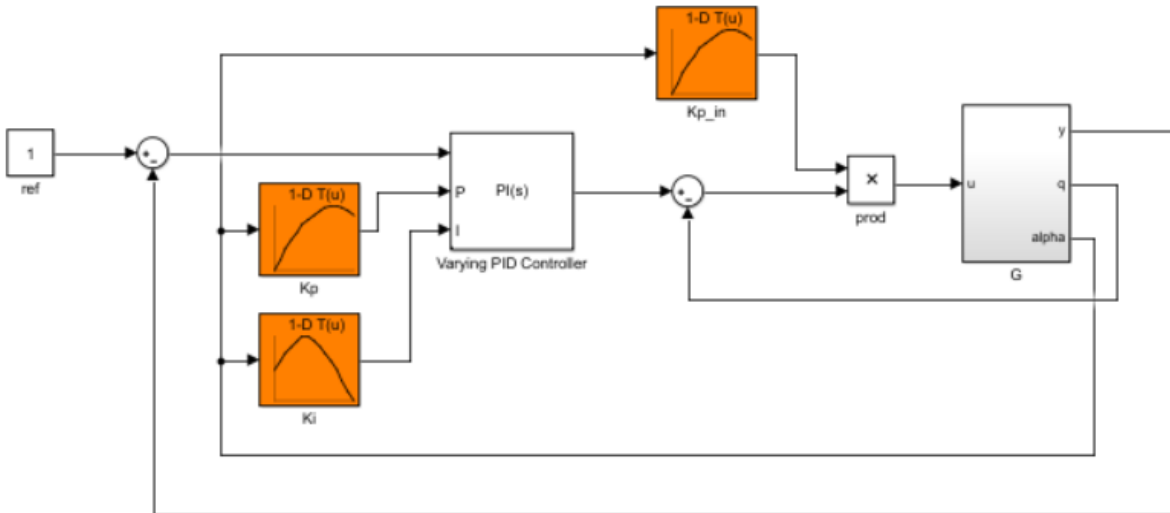 1-D T(u)
Kp_in
1
ref
+
-
1-D T(u)
Kp
1-D T(u)
Ki
P
I
PI(s)
Varying PID Controller
+
-
×
prod
u
y
q
alpha
G